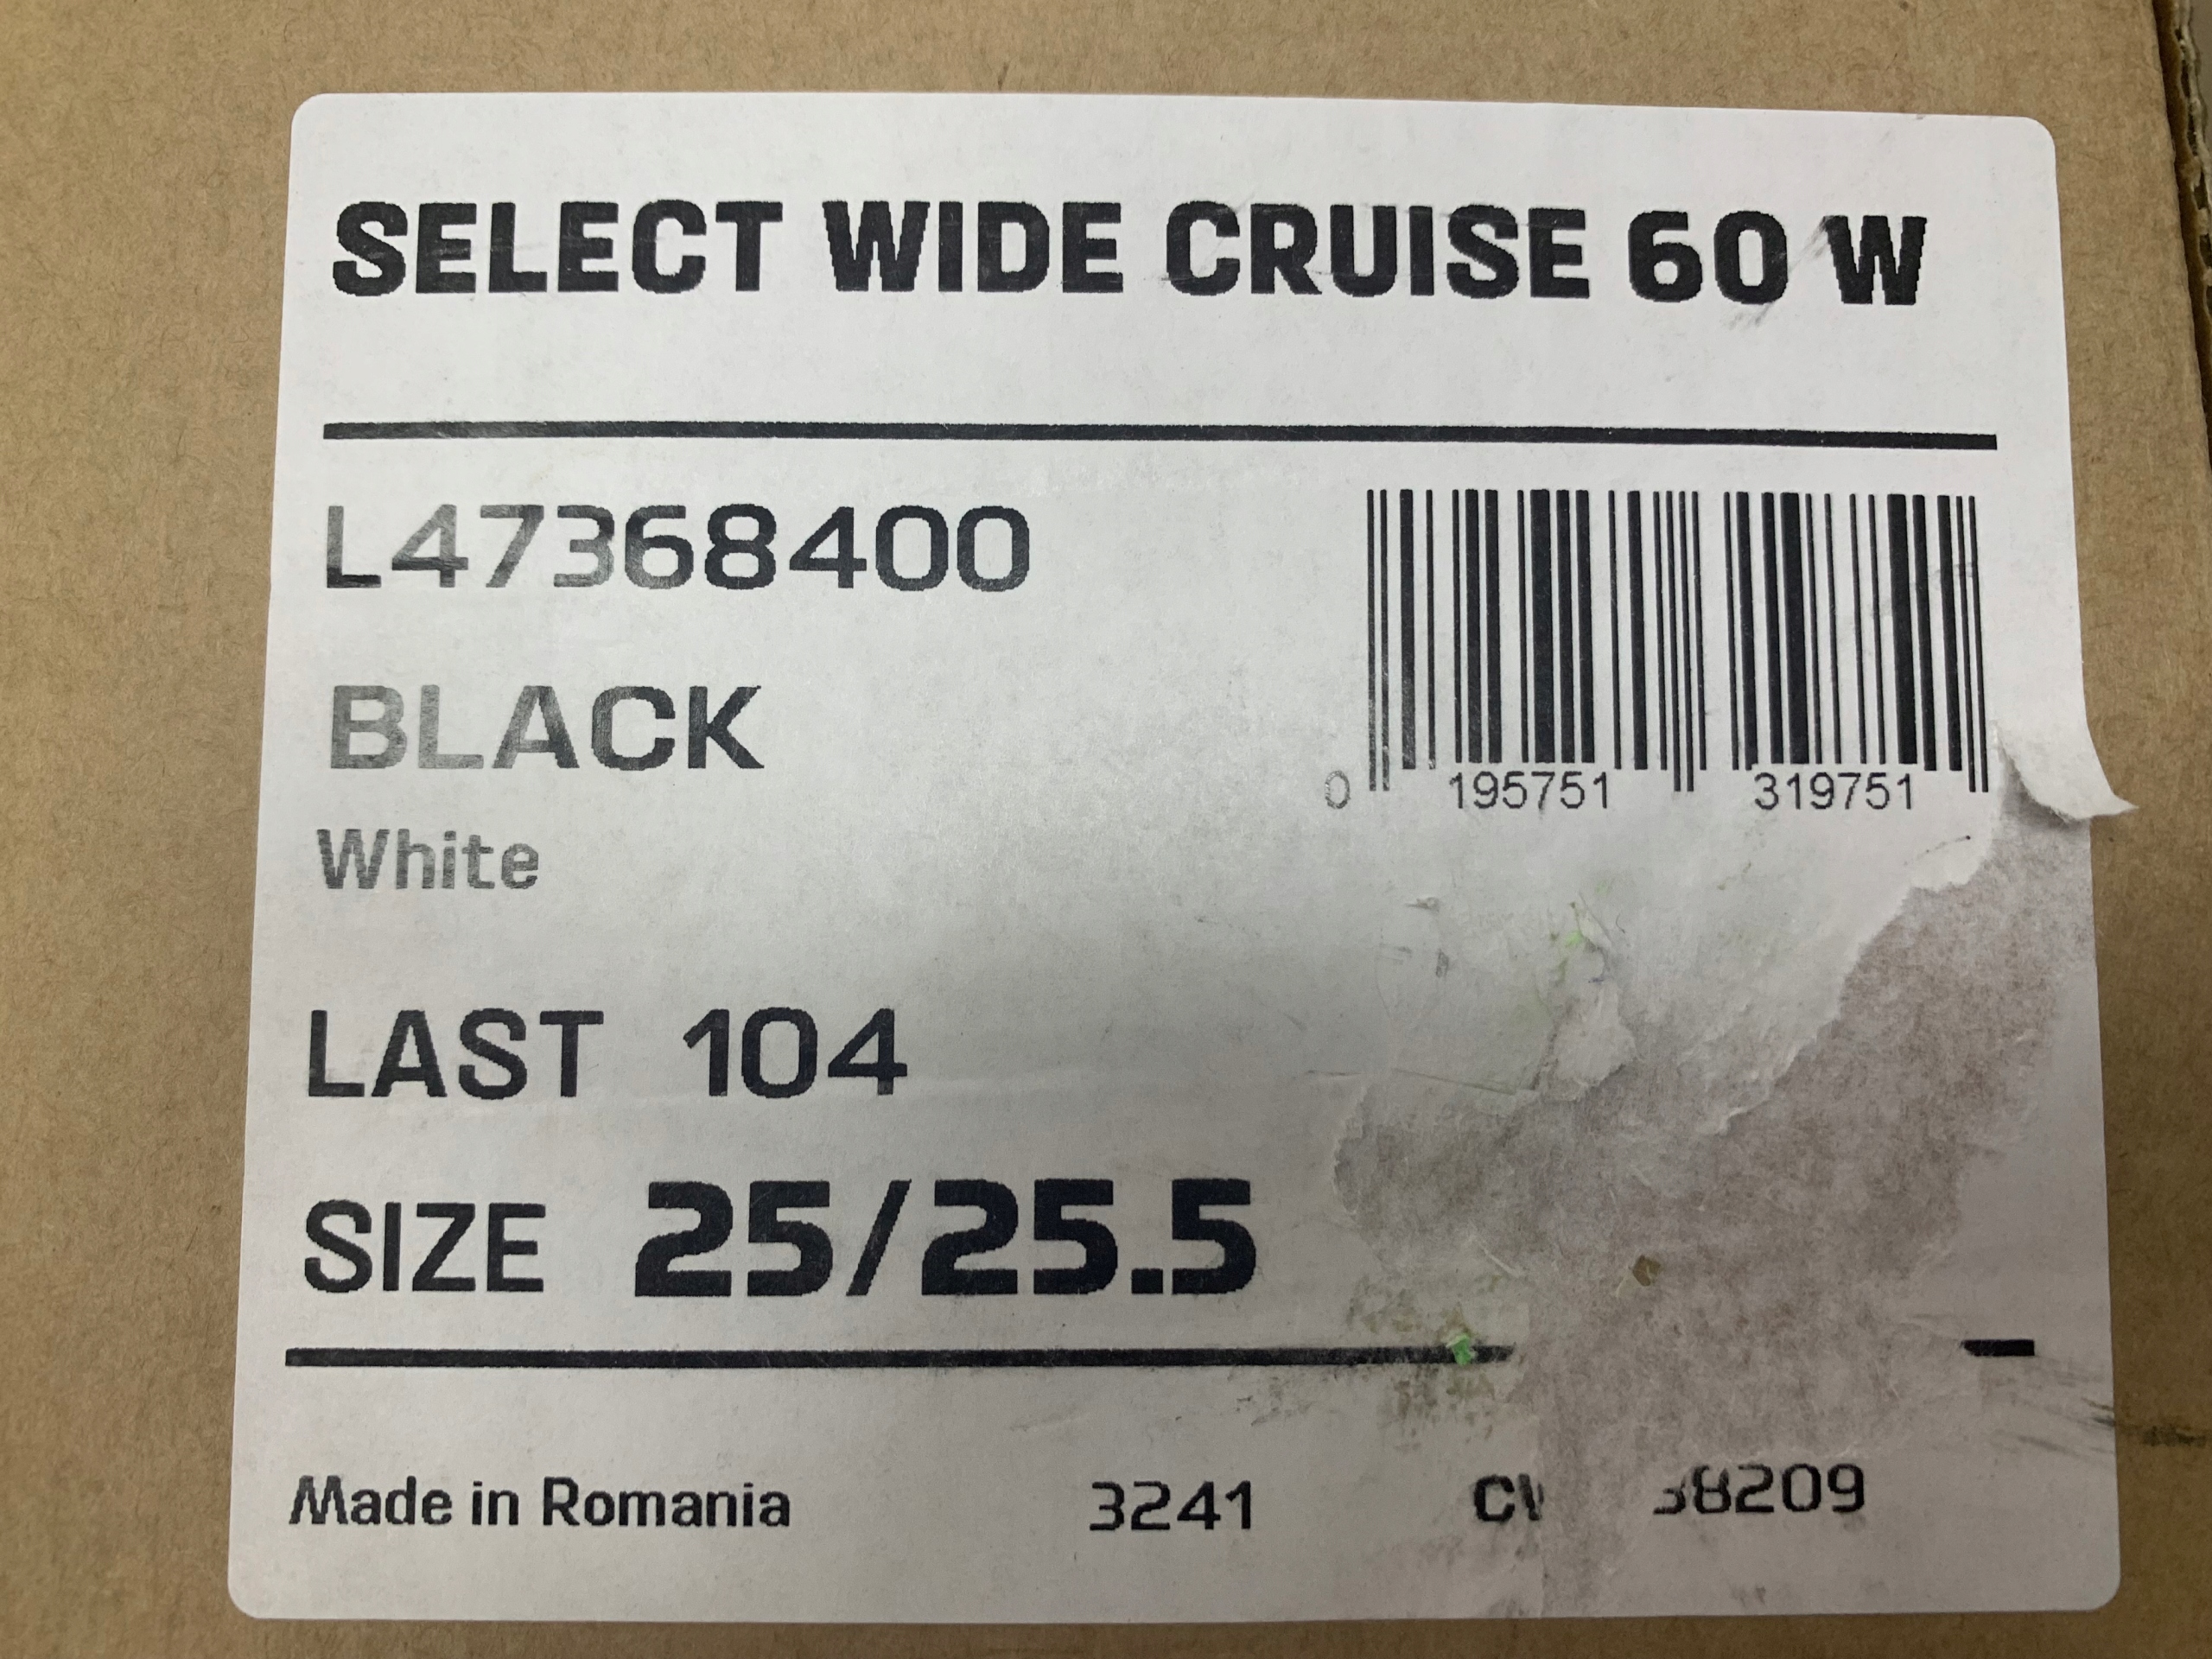 SELECT WIDE CRUISE 60 W
L47368400
BLACK
White
0 195751 319751
LAST 104
SIZE 25/25.5
Made in Romania 3241 38209